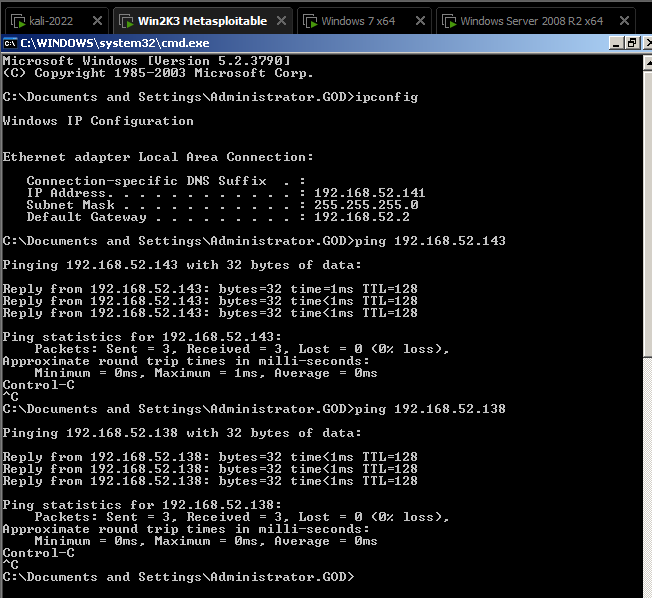 kali-2022
Win2K3 Metasploitable
Windows 7 x64
Windows Server 2008 R2 x64
C:\WINDOWS\system32\cmd.exe
Microsoft Windows [Version 5.2.3790]
(C) Copyright 1985-2003 Microsoft Corp.
C:\Documents and Settings\Administrator.GOD>ipconfig
Windows IP Configuration
Ethernet adapter Local Area Connection:
Connection-specific DNS Suffix  . :
IP Address. . . . . . . . . . . . : 192.168.52.141
Subnet Mask . . . . . . . . . . . : 255.255.255.0
Default Gateway . . . . . . . . . : 192.168.52.2
C:\Documents and Settings\Administrator.GOD>ping 192.168.52.143
Pinging 192.168.52.143 with 32 bytes of data:
Reply from 192.168.52.143: bytes=32 time=1ms TTL=128
Reply from 192.168.52.143: bytes=32 time<1ms TTL=128
Reply from 192.168.52.143: bytes=32 time<1ms TTL=128
Ping statistics for 192.168.52.143:
Packets: Sent = 3, Received = 3, Lost = 0 (0% loss),
Approximate round trip times in milli-seconds:
Minimum = 0ms, Maximum = 1ms, Average = 0ms
Control-C
^C
C:\Documents and Settings\Administrator.GOD>ping 192.168.52.138
Pinging 192.168.52.138 with 32 bytes of data:
Reply from 192.168.52.138: bytes=32 time<1ms TTL=128
Reply from 192.168.52.138: bytes=32 time<1ms TTL=128
Reply from 192.168.52.138: bytes=32 time<1ms TTL=128
Ping statistics for 192.168.52.138:
Packets: Sent = 3, Received = 3, Lost = 0 (0% loss),
Approximate round trip times in milli-seconds:
Minimum = 0ms, Maximum = 0ms, Average = 0ms
Control-C
^C
C:\Documents and Settings\Administrator.GOD>